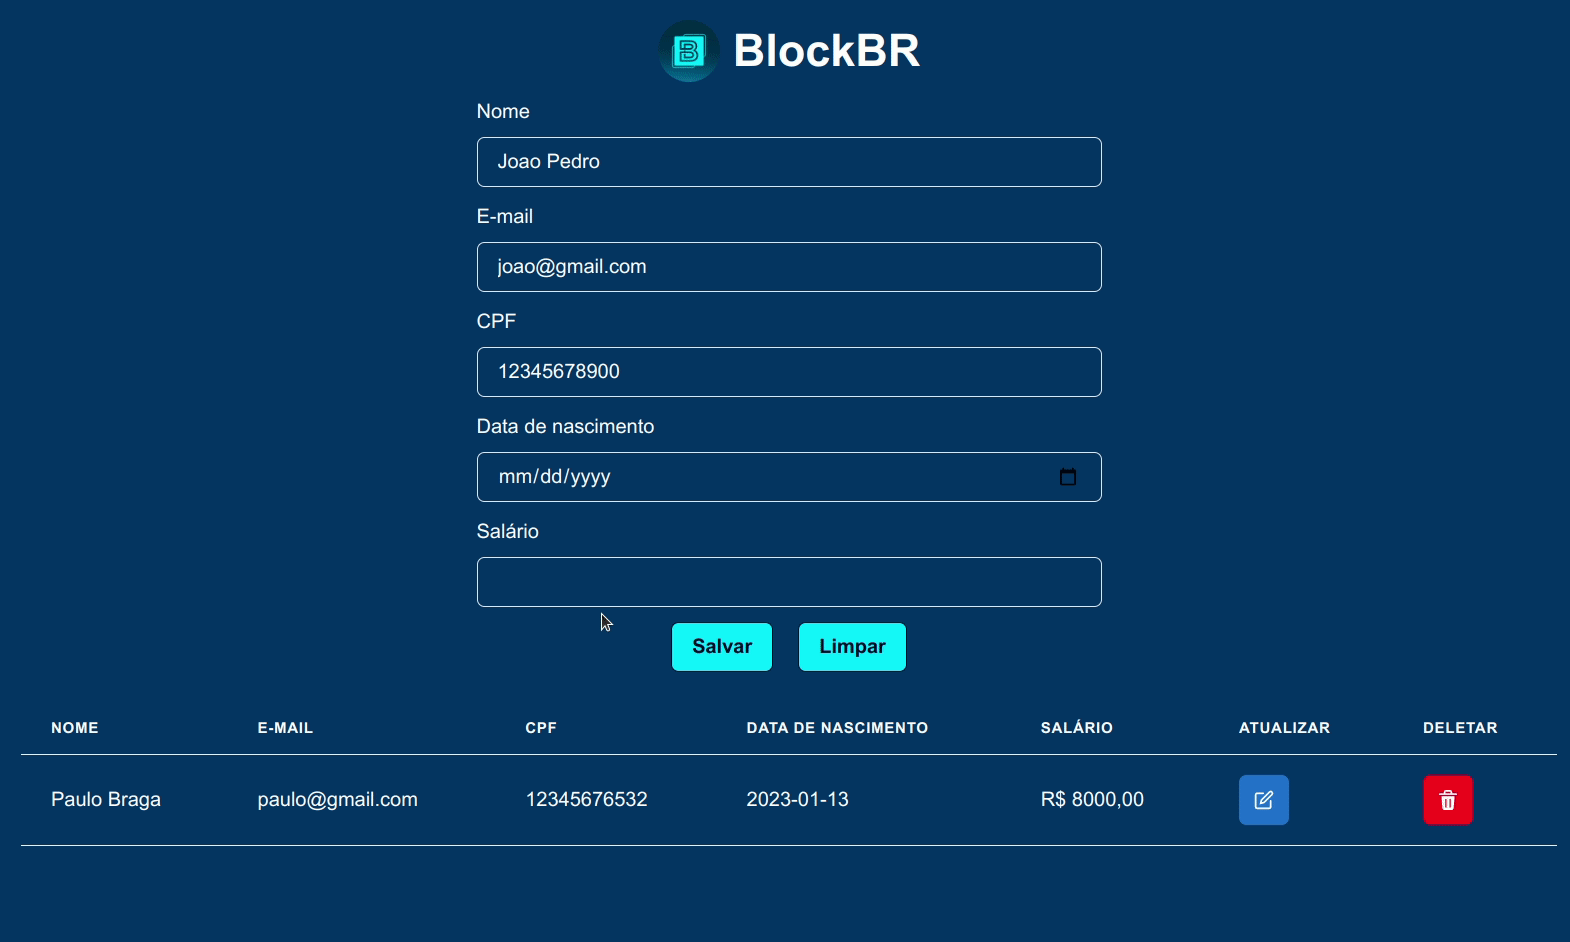 B BlockBR
Nome
Joao Pedro
E-mail
joao@gmail.com
CPF
12345678900
Data de nascimento
mm/dd/yyyy
Salário
Salvar Limpar
NOME E-MAIL CPF DATA DE NASCIMENTO SALÁRIO ATUALIZAR DELETAR
Paulo Braga paulo@gmail.com 12345676532 2023-01-13 R$ 8000,00